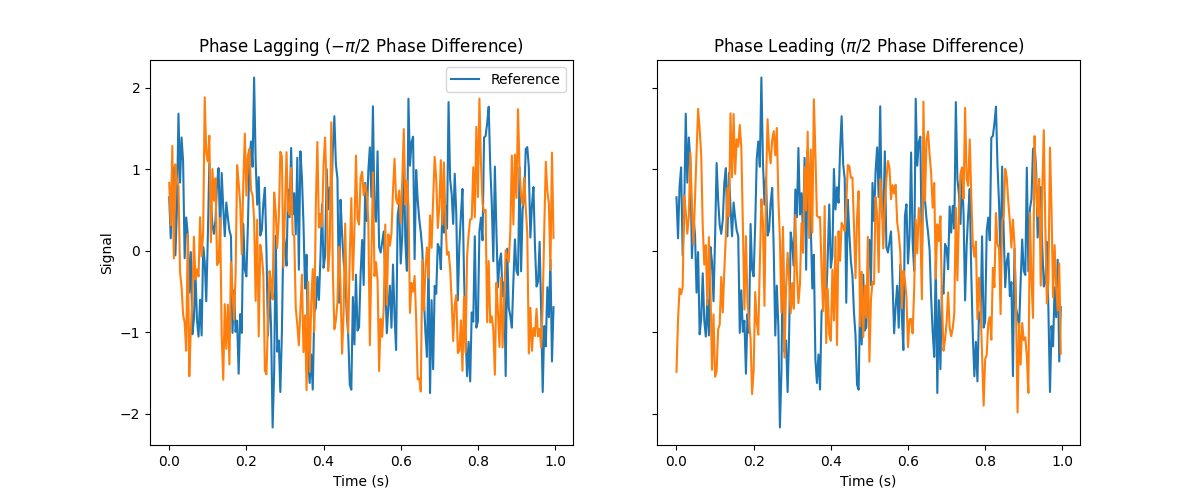 Phase Lagging (−π/2 Phase Difference)
Reference
Signal
2
1
0
−1
−2
0.0 0.2 0.4 0.6 0.8 1.0
Time (s)
Phase Leading (π/2 Phase Difference)
0.0 0.2 0.4 0.6 0.8 1.0
Time (s)